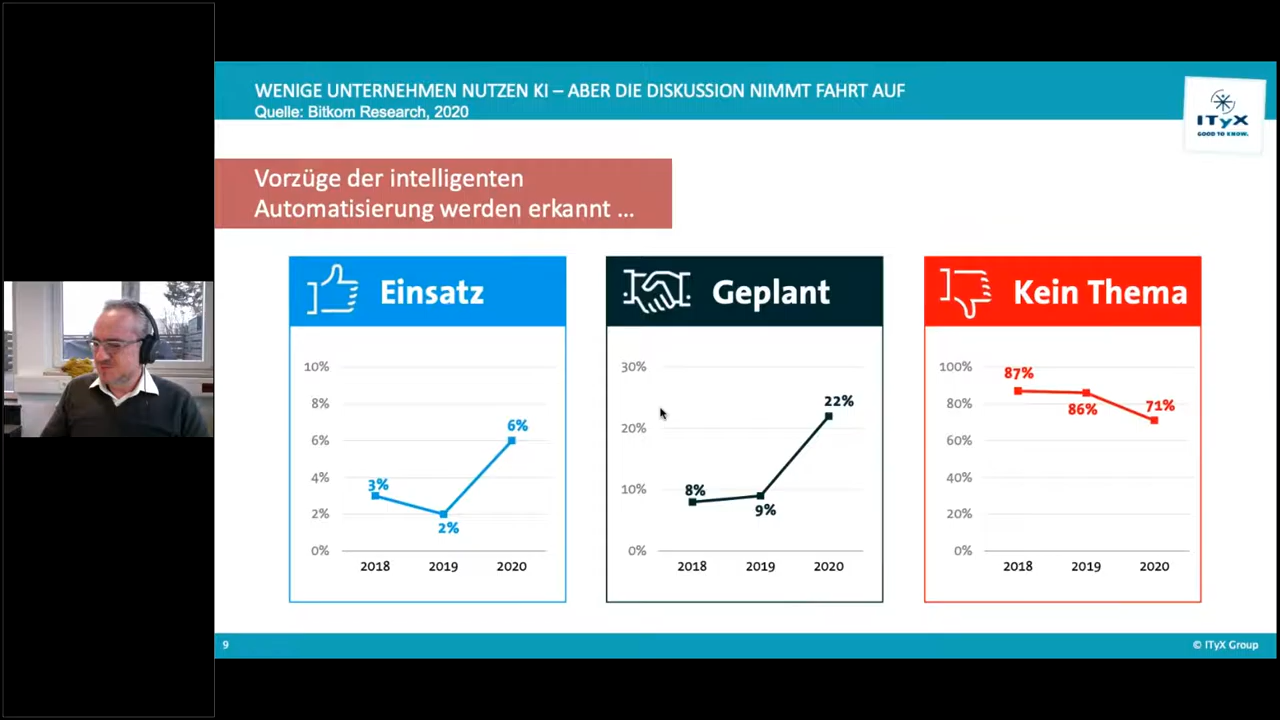 WENIGE UNTERNEHMEN NUTZEN KI – ABER DIE DISKUSSION NIMMT FAHRT AUF
Quelle: Bitkom Research, 2020
ITyX
GOOD TO KNOW.
Vorzüge der intelligenten
Automatisierung werden erkannt ...
Einsatz
10%
8%
6%
4%
2%
0%
3%
2%
6%
2018 2019 2020
Geplant
30%
20%
10%
0%
8%
9%
22%
2018 2019 2020
Kein Thema
100%
80%
60%
40%
20%
0%
87%
86%
71%
2018 2019 2020
9
© ITyX Group